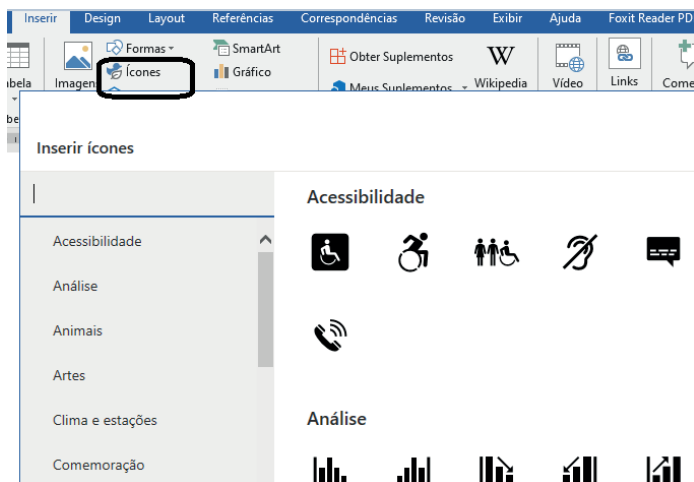 Inserir Design Layout Referências Correspondências Revisão Exibir Ajuda Foxit Reader PD
Formas SmartArt Obter Suplementos W
Imagen Ícones Gráfico Meus Suplementos Wikipedia Vídeo Links Come
bela
be
Inserir ícones
Acessibilidade
Acessibilidade
Análise
Animais
Artes
Clima e estações
Análise
Comemoração